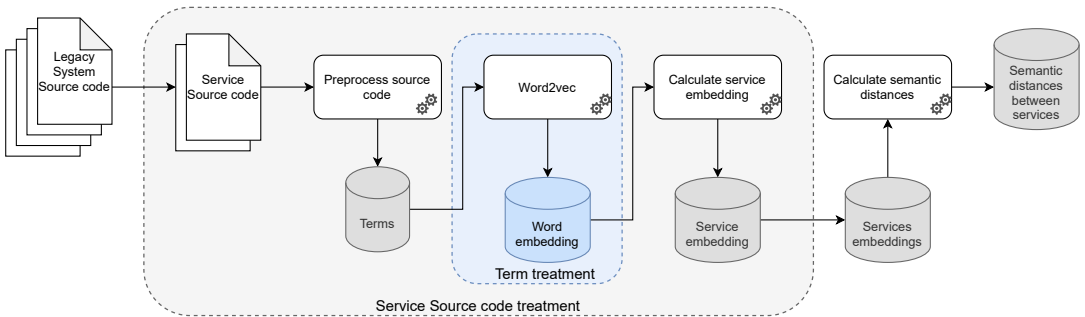 Legacy
System
Source code
Service
Source code
Preprocess source
code
Terms
Word2vec
Word
embedding
Term treatment
Calculate service
embedding
Service
embedding
Service Source code treatment
Calculate semantic
distances
Services
embeddings
Semantic
distances
between
services